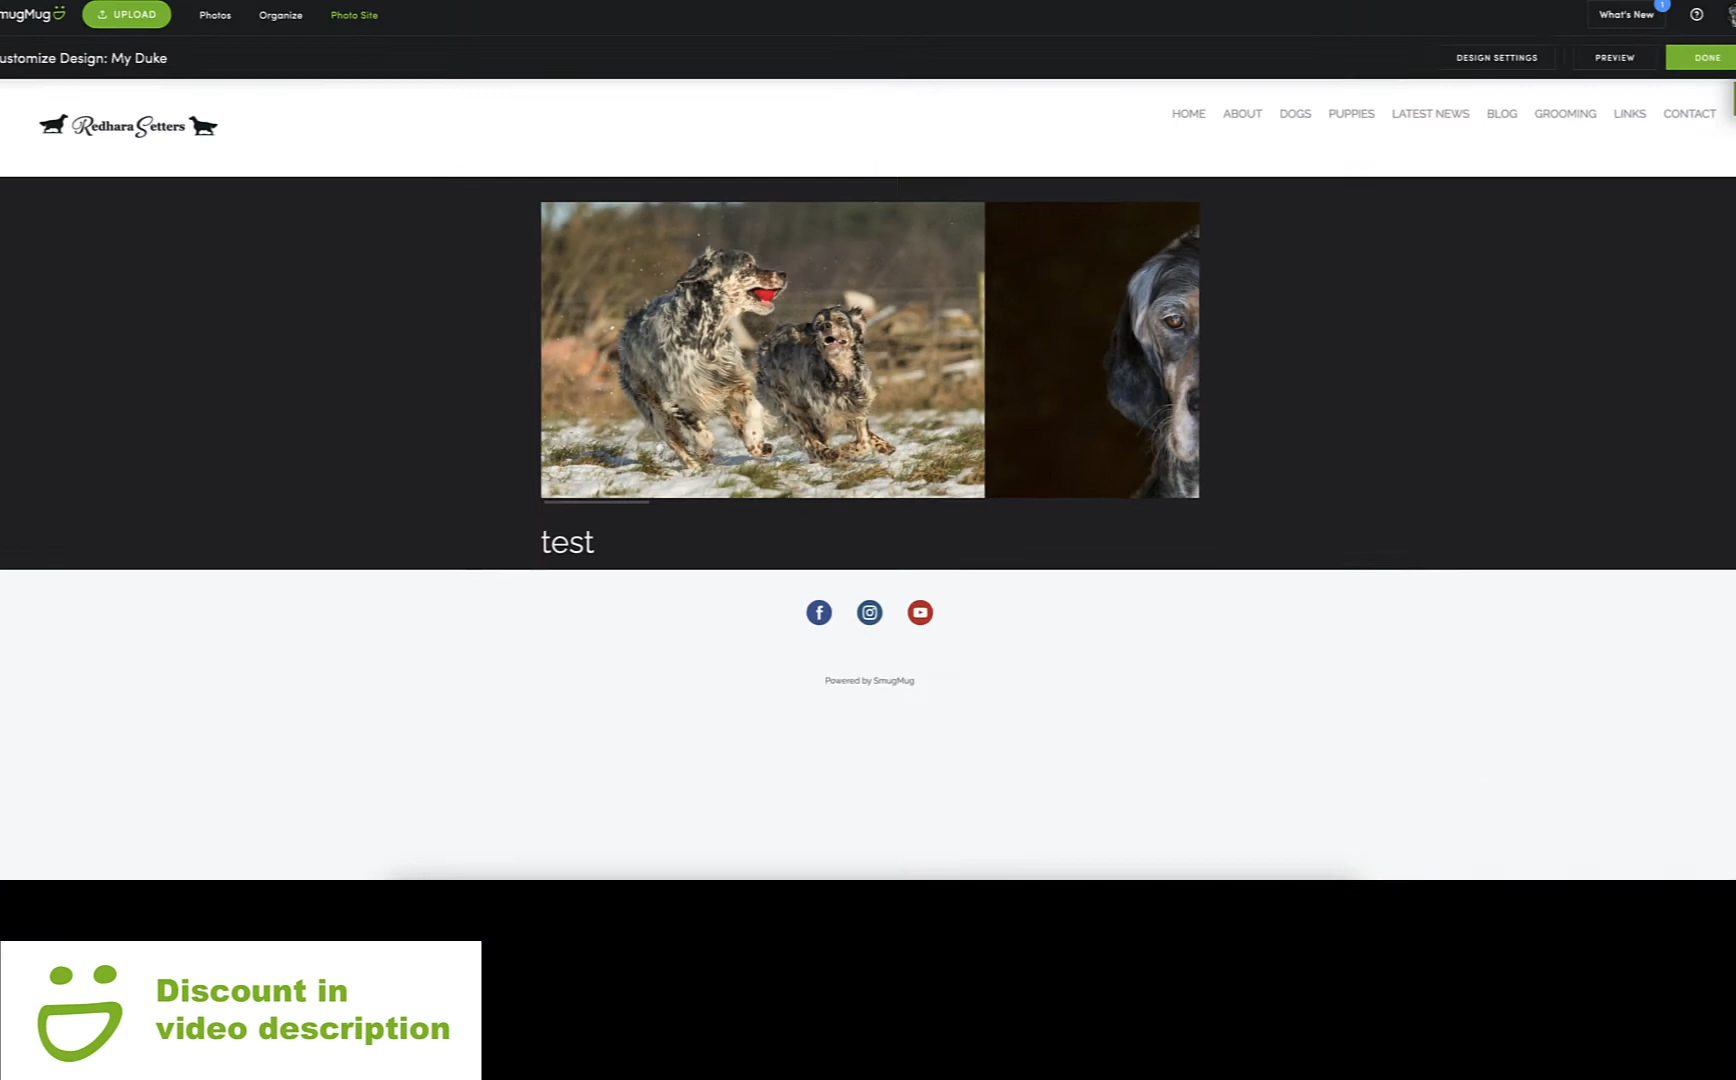 mugMug
UPLOAD
Photos
Organize
Photo Site
What's New
1
ustomize Design: My Duke
DESIGN SETTINGS
PREVIEW
DONE
Redhara Setters
HOME ABOUT DOGS PUPPIES LATEST NEWS BLOG GROOMING LINKS CONTACT
test
Powered by SmugMug
Discount in
video description